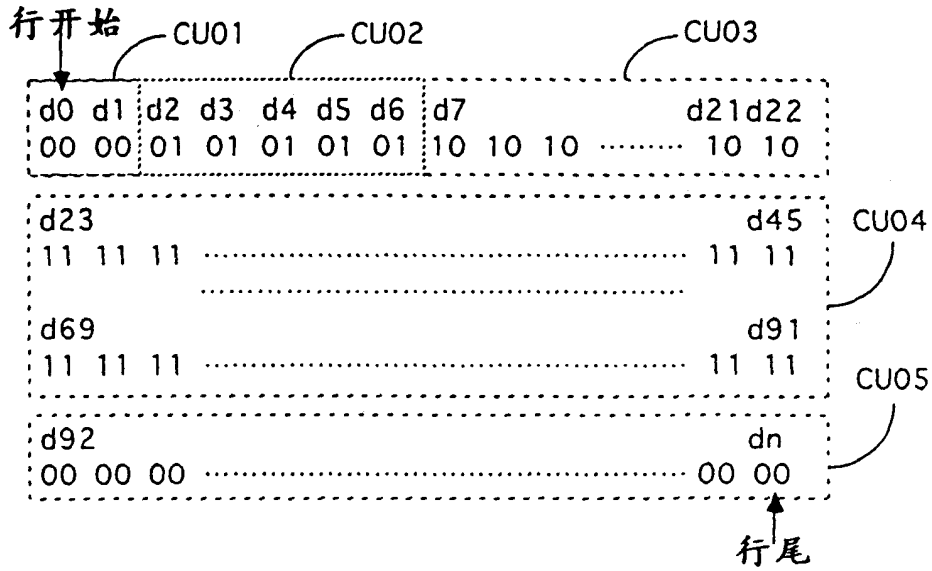 行开始
CU01 CU02 CU03
d0 d1 d2 d3 d4 d5 d6 d7 d21 d22
00 00 01 01 01 01 01 10 10 10 ········· 10 10
d23 d45
CU04
11 11 11 ········· 11 11
·········
d69 d91
11 11 11 ········· 11 11
CU05
d92 dn
00 00 00 ········· 00 00
行尾